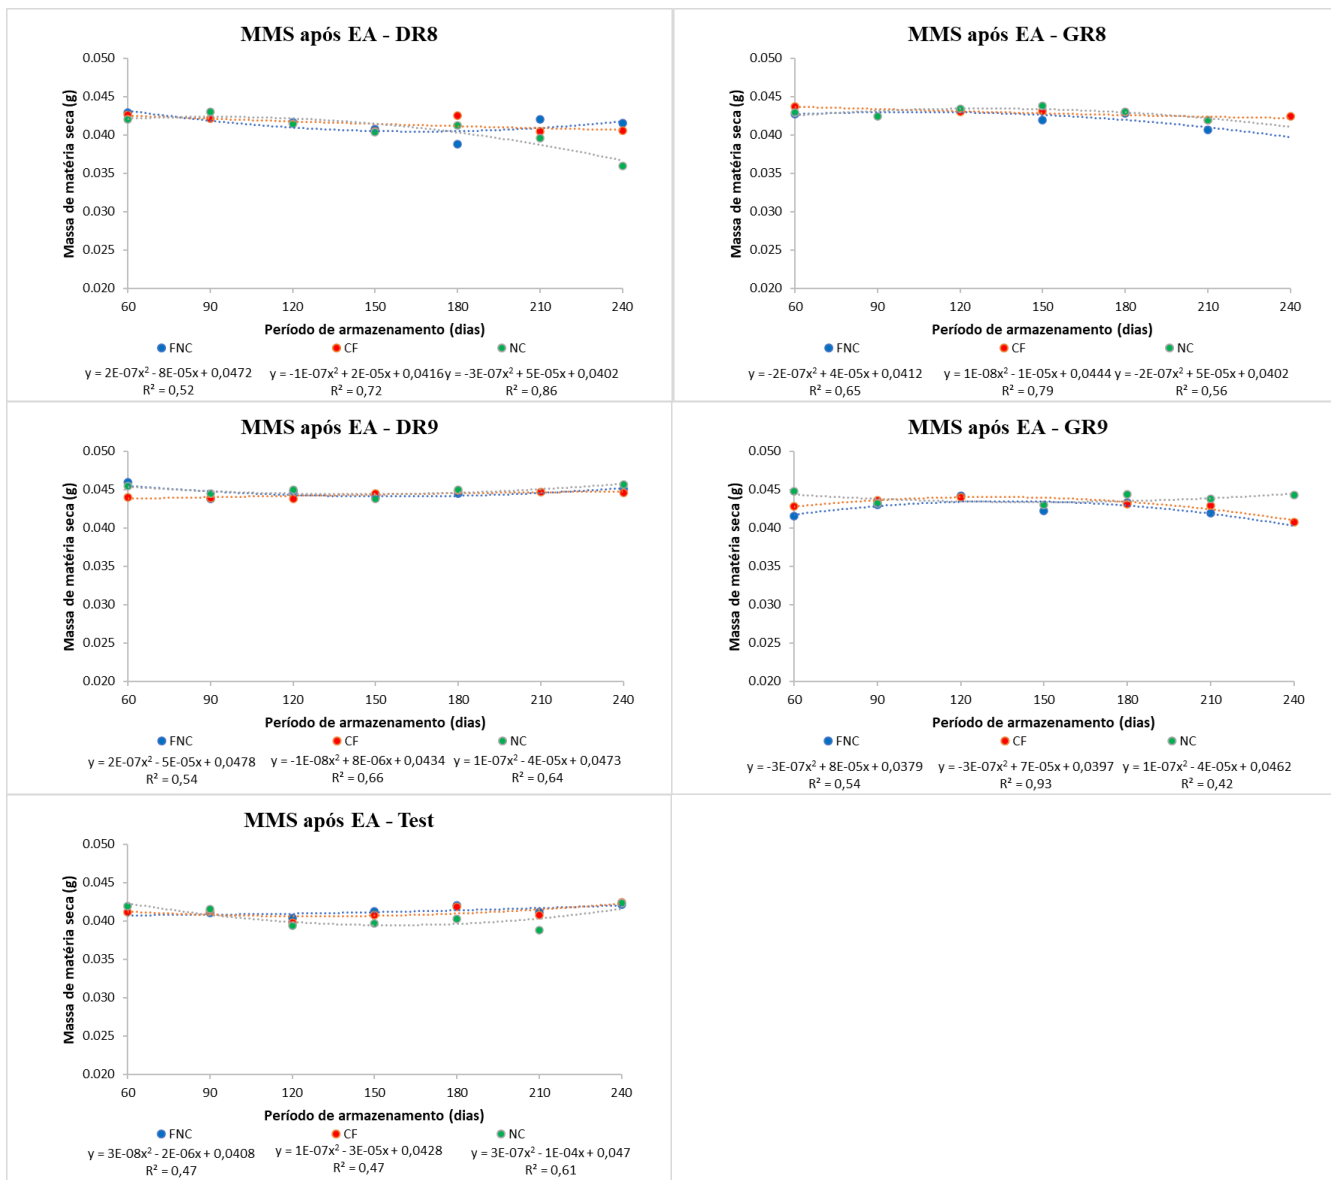 MMS após EA - DR8
Massa de matéria seca (g)
0.050
0.045
0.040
0.035
0.030
0.025
0.020
60 90 120 150 180 210 240
Período de armazenamento (dias)
FNC CF NC
y = 2E-07x² - 8E-05x + 0,0472 y = -1E-07x² + 2E-05x + 0,0416 y = -3E-07x² + 5E-05x + 0,0402
R² = 0,52 R² = 0,72 R² = 0,86
MMS após EA - GR8
Massa de matéria seca (g)
0.050
0.045
0.040
0.035
0.030
0.025
0.020
60 90 120 150 180 210 240
Período de armazenamento (dias)
FNC CF NC
y = -2E-07x² + 4E-05x + 0,0412 y = 1E-08x² - 1E-05x + 0,0444 y = -2E-07x² + 5E-05x + 0,0402
R² = 0,65 R² = 0,79 R² = 0,56
MMS após EA - DR9
Massa de matéria seca (g)
0.050
0.045
0.040
0.035
0.030
0.025
0.020
60 90 120 150 180 210 240
Período de armazenamento (dias)
FNC CF NC
y = 2E-07x² - 5E-05x + 0,0478 y = -1E-08x² + 8E-06x + 0,0434 y = 1E-07x² - 4E-05x + 0,0473
R² = 0,54 R² = 0,66 R² = 0,64
MMS após EA - GR9
Massa de matéria seca (g)
0.050
0.045
0.040
0.035
0.030
0.025
0.020
60 90 120 150 180 210 240
Período de armazenamento (dias)
FNC CF NC
y = -3E-07x² + 8E-05x + 0,0379 y = -3E-07x² + 7E-05x + 0,0397 y = 1E-07x² - 4E-05x + 0,0462
R² = 0,54 R² = 0,93 R² = 0,42
MMS após EA - Test
Massa de matéria seca (g)
0.050
0.045
0.040
0.035
0.030
0.025
0.020
60 90 120 150 180 210 240
Período de armazenamento (dias)
FNC CF NC
y = 3E-08x² - 2E-06x + 0,0408 y = 1E-07x² - 3E-05x + 0,0428 y = 3E-07x² - 1E-04x + 0,047
R² = 0,47 R² = 0,47 R² = 0,61